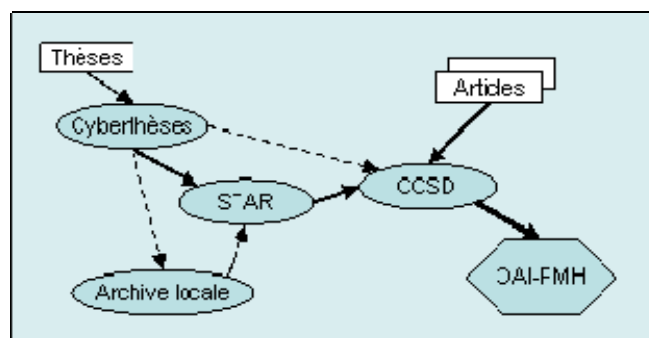 Thèses
Articles
Cyberthèses
CCSD
STAR
Archive locale
OAI-PMH